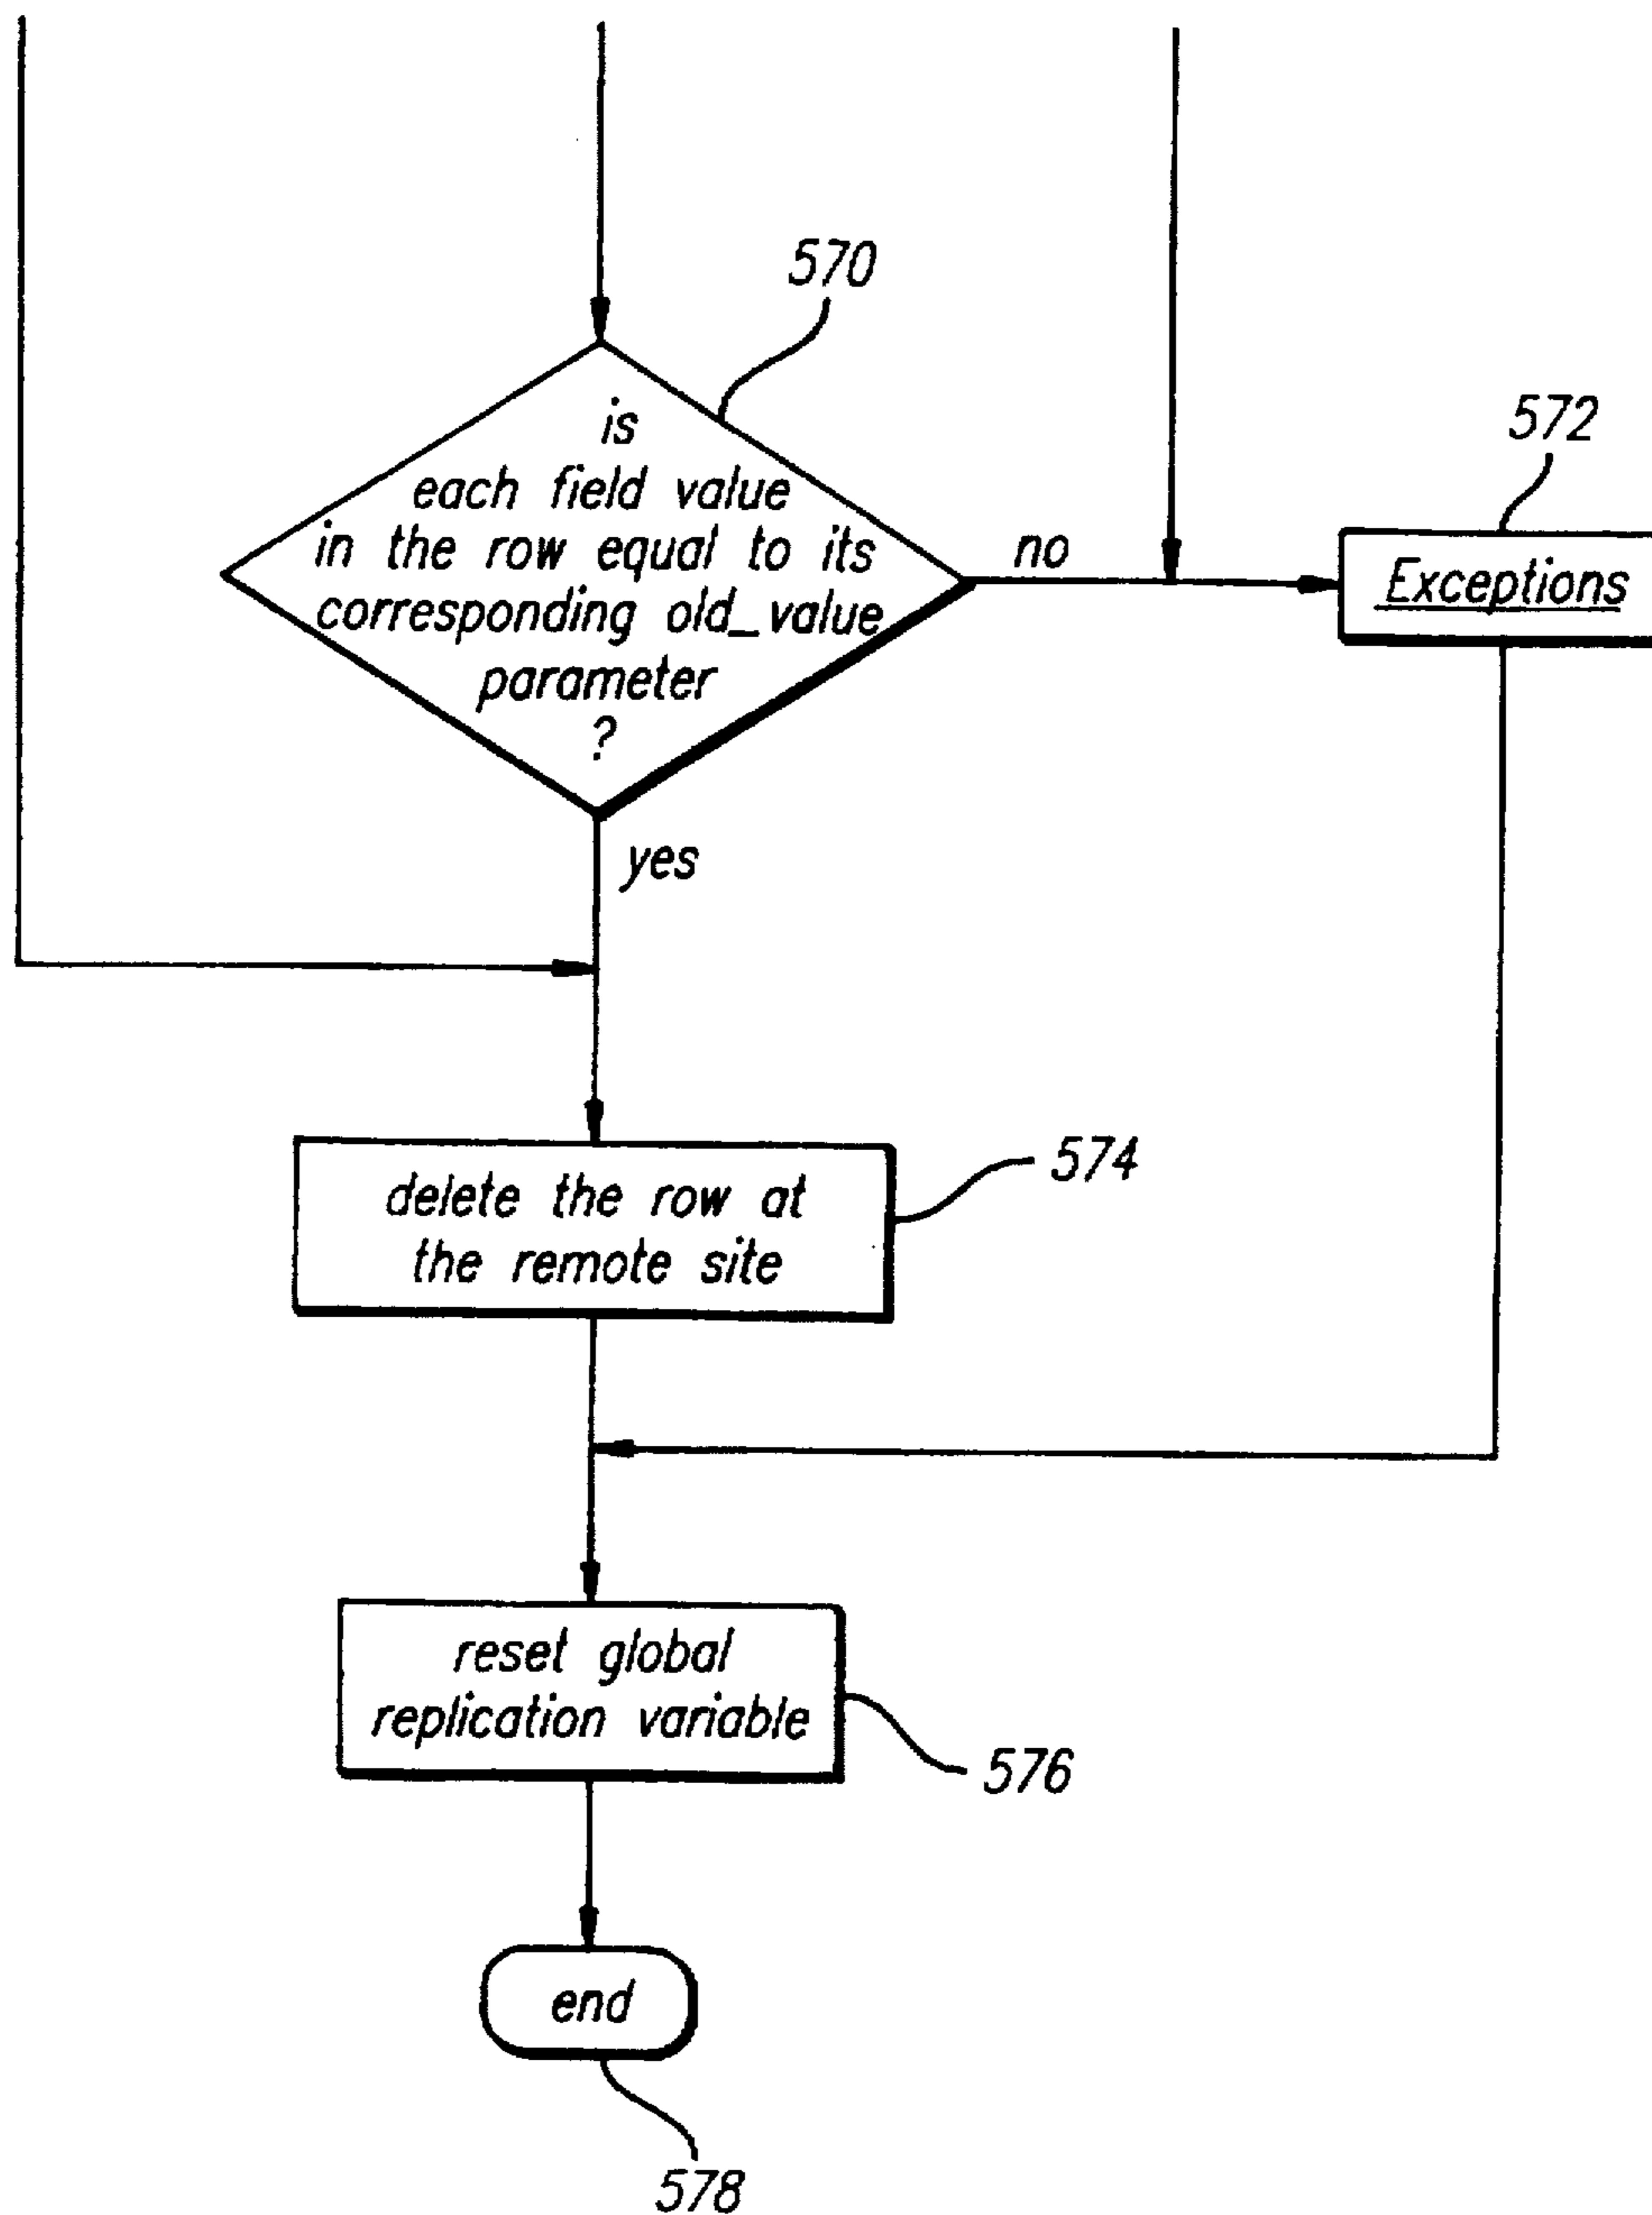 570
is
each field value
in the row equal to its
corresponding old_value
parameter
?
no
572
Exceptions
yes
delete the row at
the remote site
574
reset global
replication variable
576
end
578